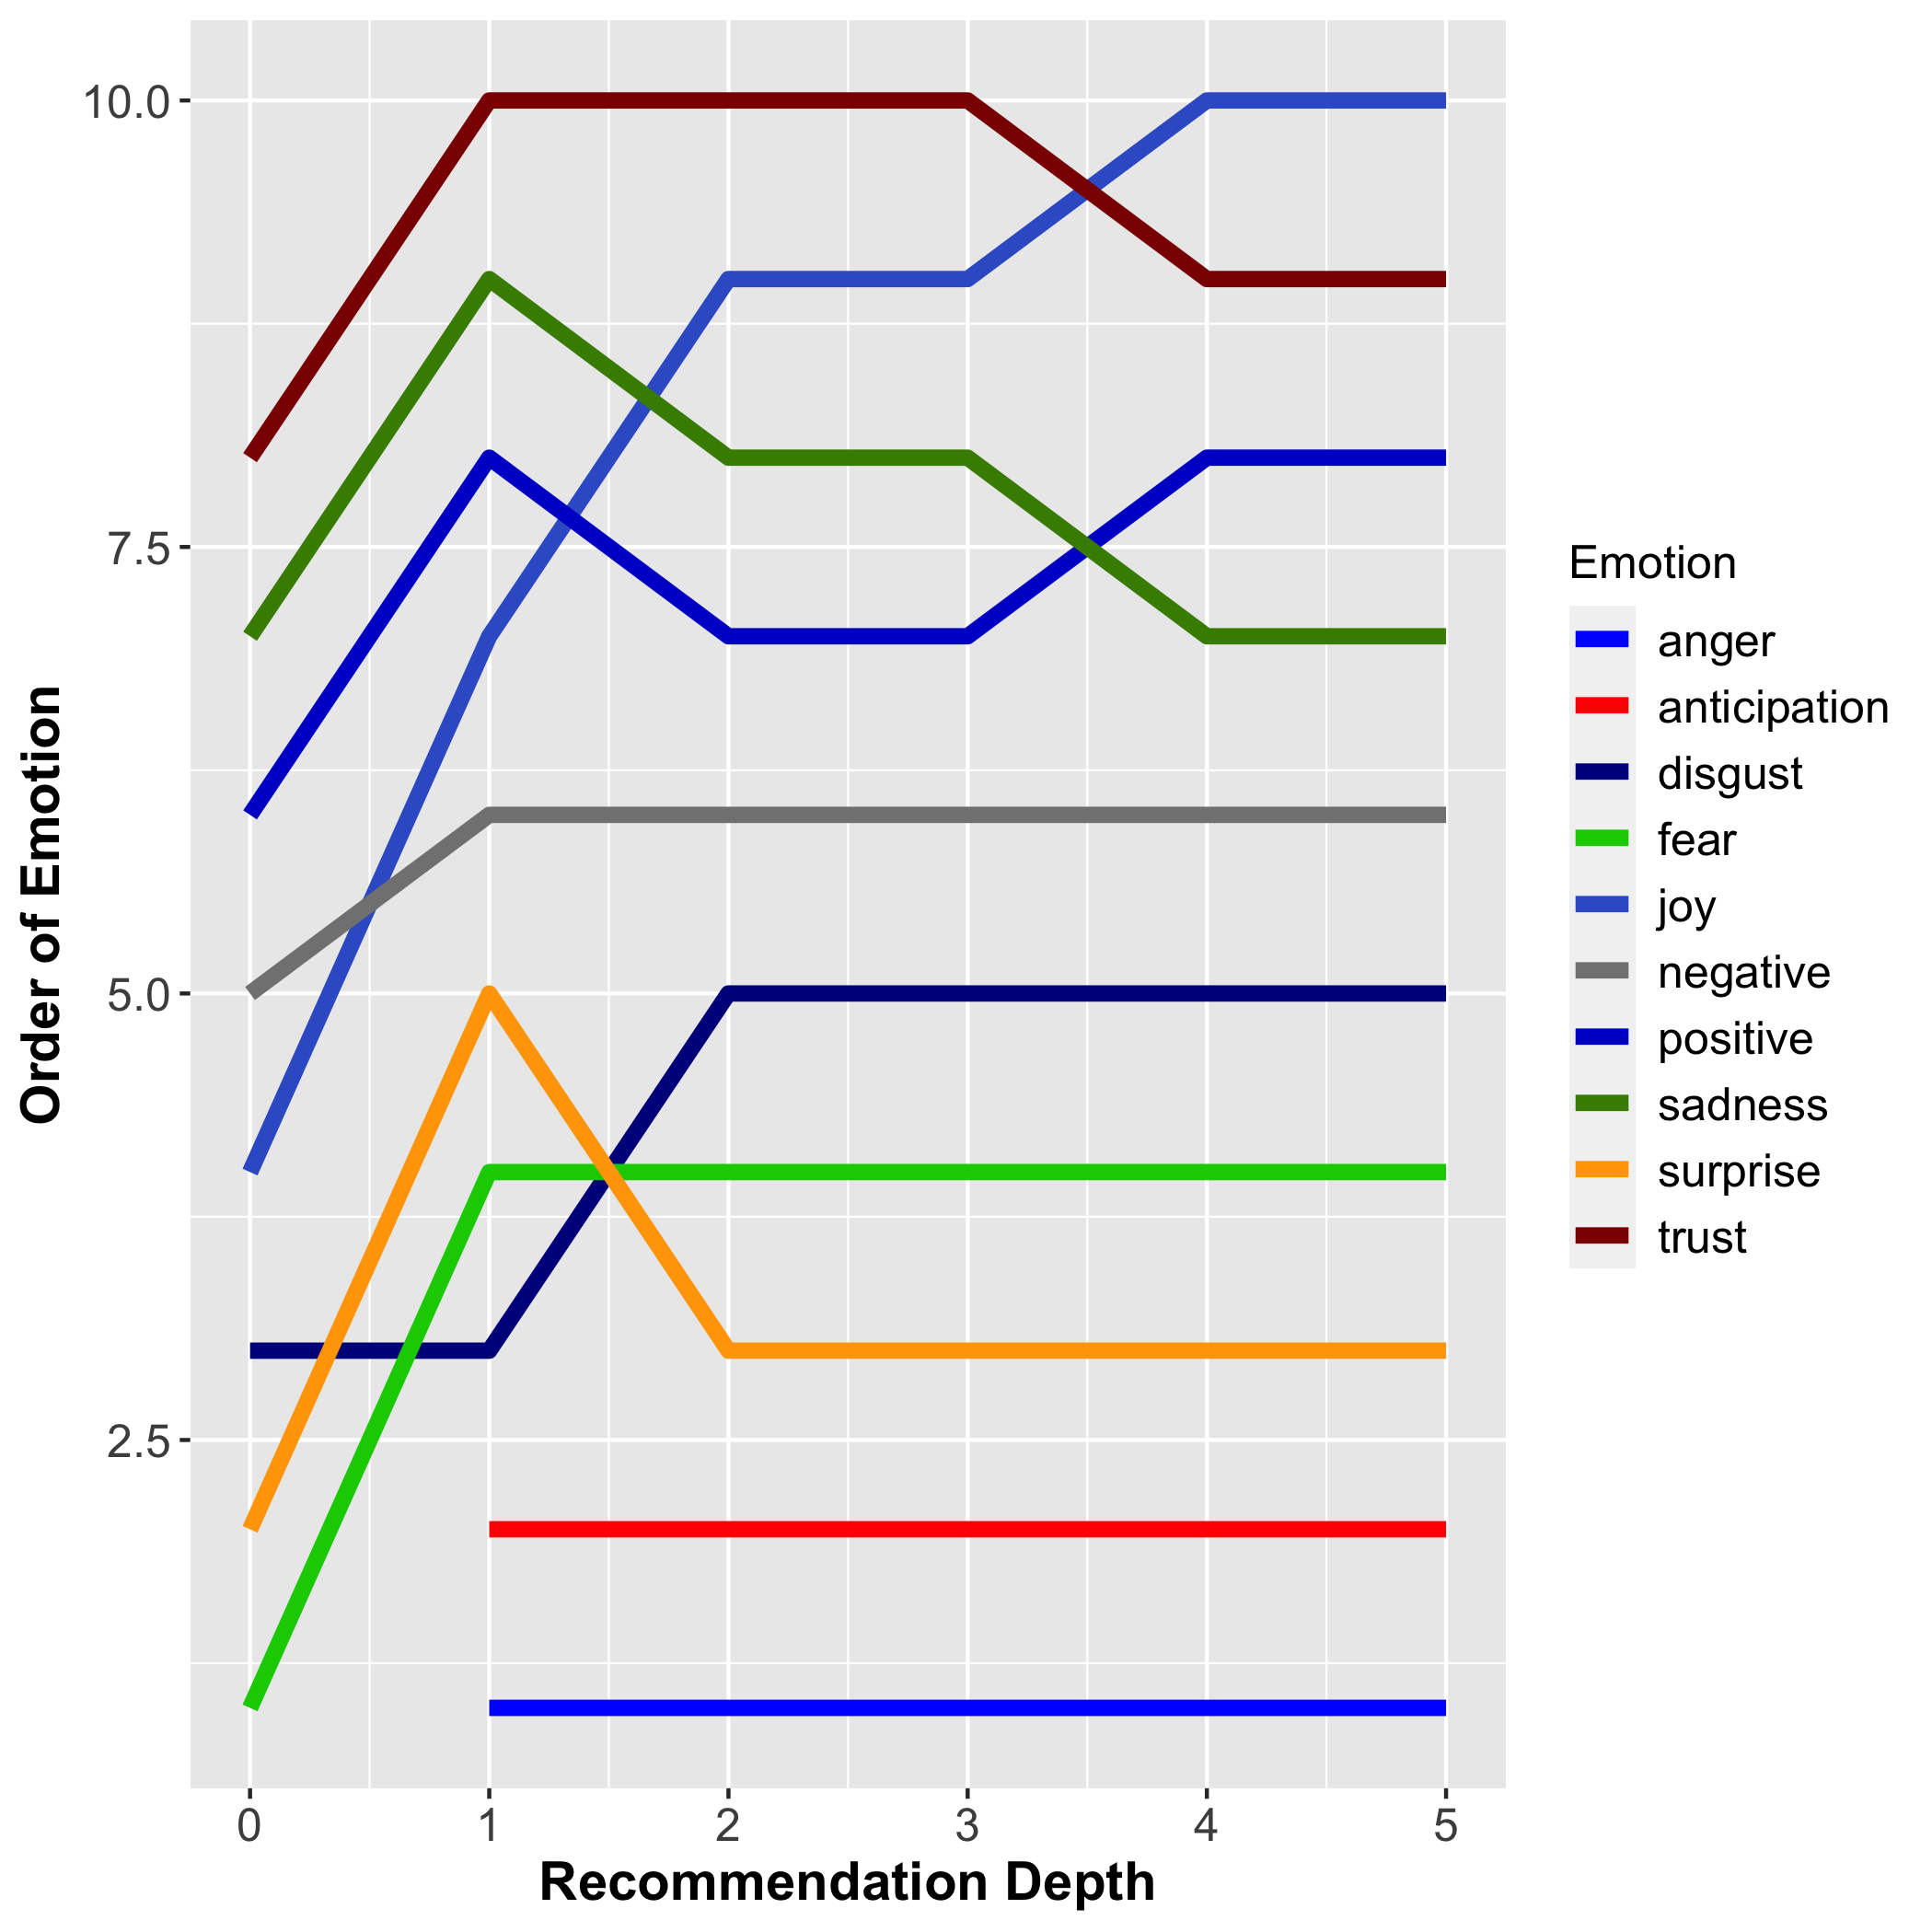 Order of Emotion
10.0
7.5
5.0
2.5
0 1 2 3 4 5
Recommendation Depth
Emotion
anger
anticipation
disgust
fear
joy
negative
positive
sadness
surprise
trust